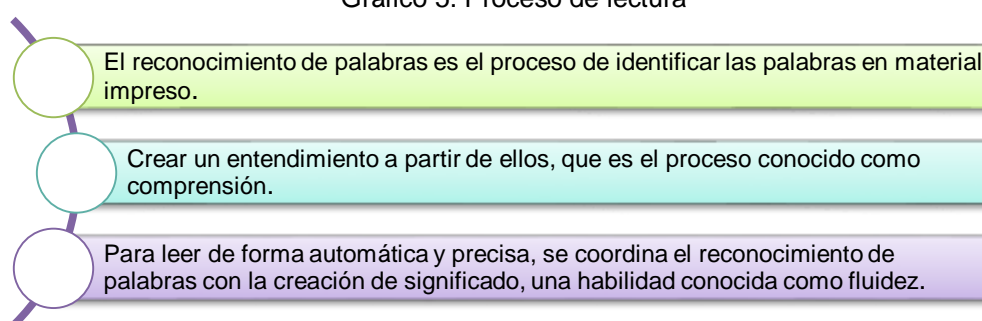 Gráfico 5. Proceso de lectura
El reconocimiento de palabras es el proceso de identificar las palabras en material
impreso.
Crear un entendimiento a partir de ellos, que es el proceso conocido como
comprensión.
Para leer de forma automática y precisa, se coordina el reconocimiento de
palabras con la creación de significado, una habilidad conocida como fluidez.